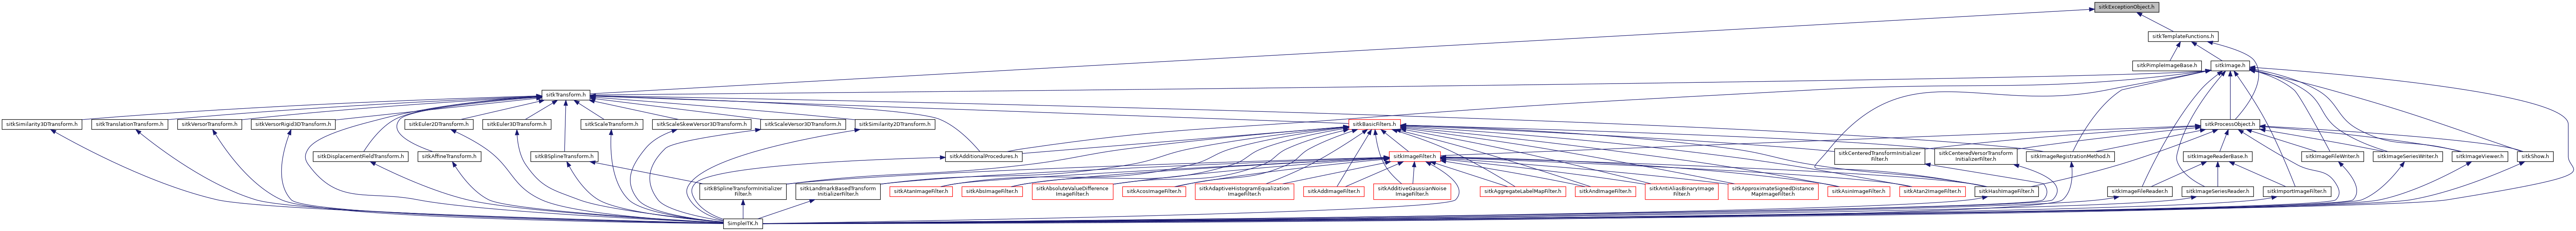 sitkExceptionObject.h
sitkTemplateFunctions.h
sitkPimpleImageBase.h
sitkImage.h
sitkTransform.h
sitkSimilarity3DTransform.h
sitkTranslationTransform.h
sitkVersorTransform.h
sitkVersorRigid3DTransform.h
sitkEuler2DTransform.h
sitkEuler3DTransform.h
sitkScaleTransform.h
sitkScaleSkewVersor3DTransform.h
sitkScaleVersor3DTransform.h
sitkSimilarity2DTransform.h
sitkBasicFilters.h
sitkProcessObject.h
sitkDisplacementFieldTransform.h
sitkAffineTransform.h
sitkBSplineTransform.h
sitkAdditionalProcedures.h
sitkImageFilter.h
sitkCenteredTransformInitializer
Filter.h
sitkCenteredVersorTransform
InitializerFilter.h
sitkImageRegistrationMethod.h
sitkImageReaderBase.h
sitkImageFileWriter.h
sitkImageSeriesWriter.h
sitkImageViewer.h
sitkShow.h
sitkBSplineTransformInitializer
Filter.h
sitkLandmarkBasedTransform
InitializerFilter.h
sitkAtanImageFilter.h
sitkAbsImageFilter.h
sitkAbsoluteValueDifference
ImageFilter.h
sitkAcosImageFilter.h
sitkAdaptiveHistogramEqualization
ImageFilter.h
sitkAddImageFilter.h
sitkAdditiveGaussianNoise
ImageFilter.h
sitkAggregateLabelMapFilter.h
sitkAndImageFilter.h
sitkAntiAliasBinaryImage
Filter.h
sitkApproximateSignedDistance
MapImageFilter.h
sitkAsinImageFilter.h
sitkAtan2ImageFilter.h
sitkHashImageFilter.h
sitkImageFileReader.h
sitkImageSeriesReader.h
sitkImportImageFilter.h
SimpleITK.h